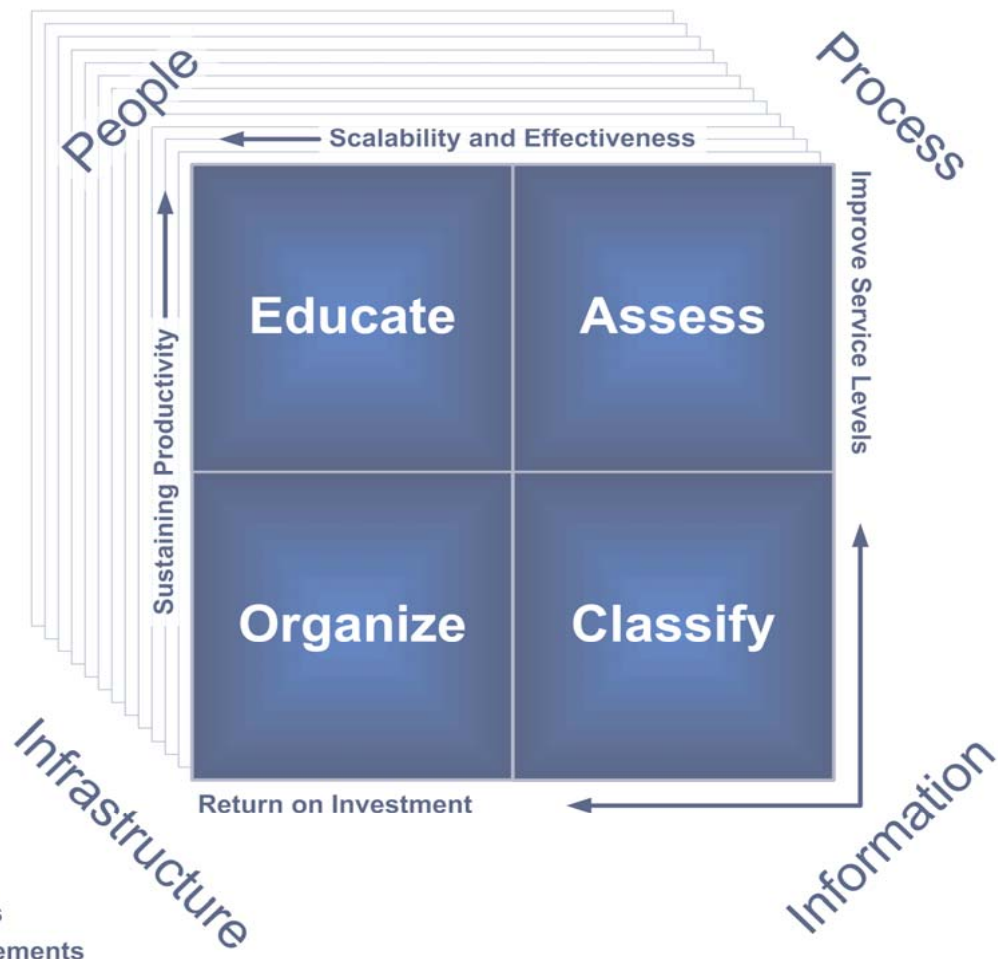 People
Process
Scalability and Effectiveness
Improve Service Levels
Sustaining Productivity
Educate
Assess
Organize
Classify
Return on Investment
Infrastructure
Information